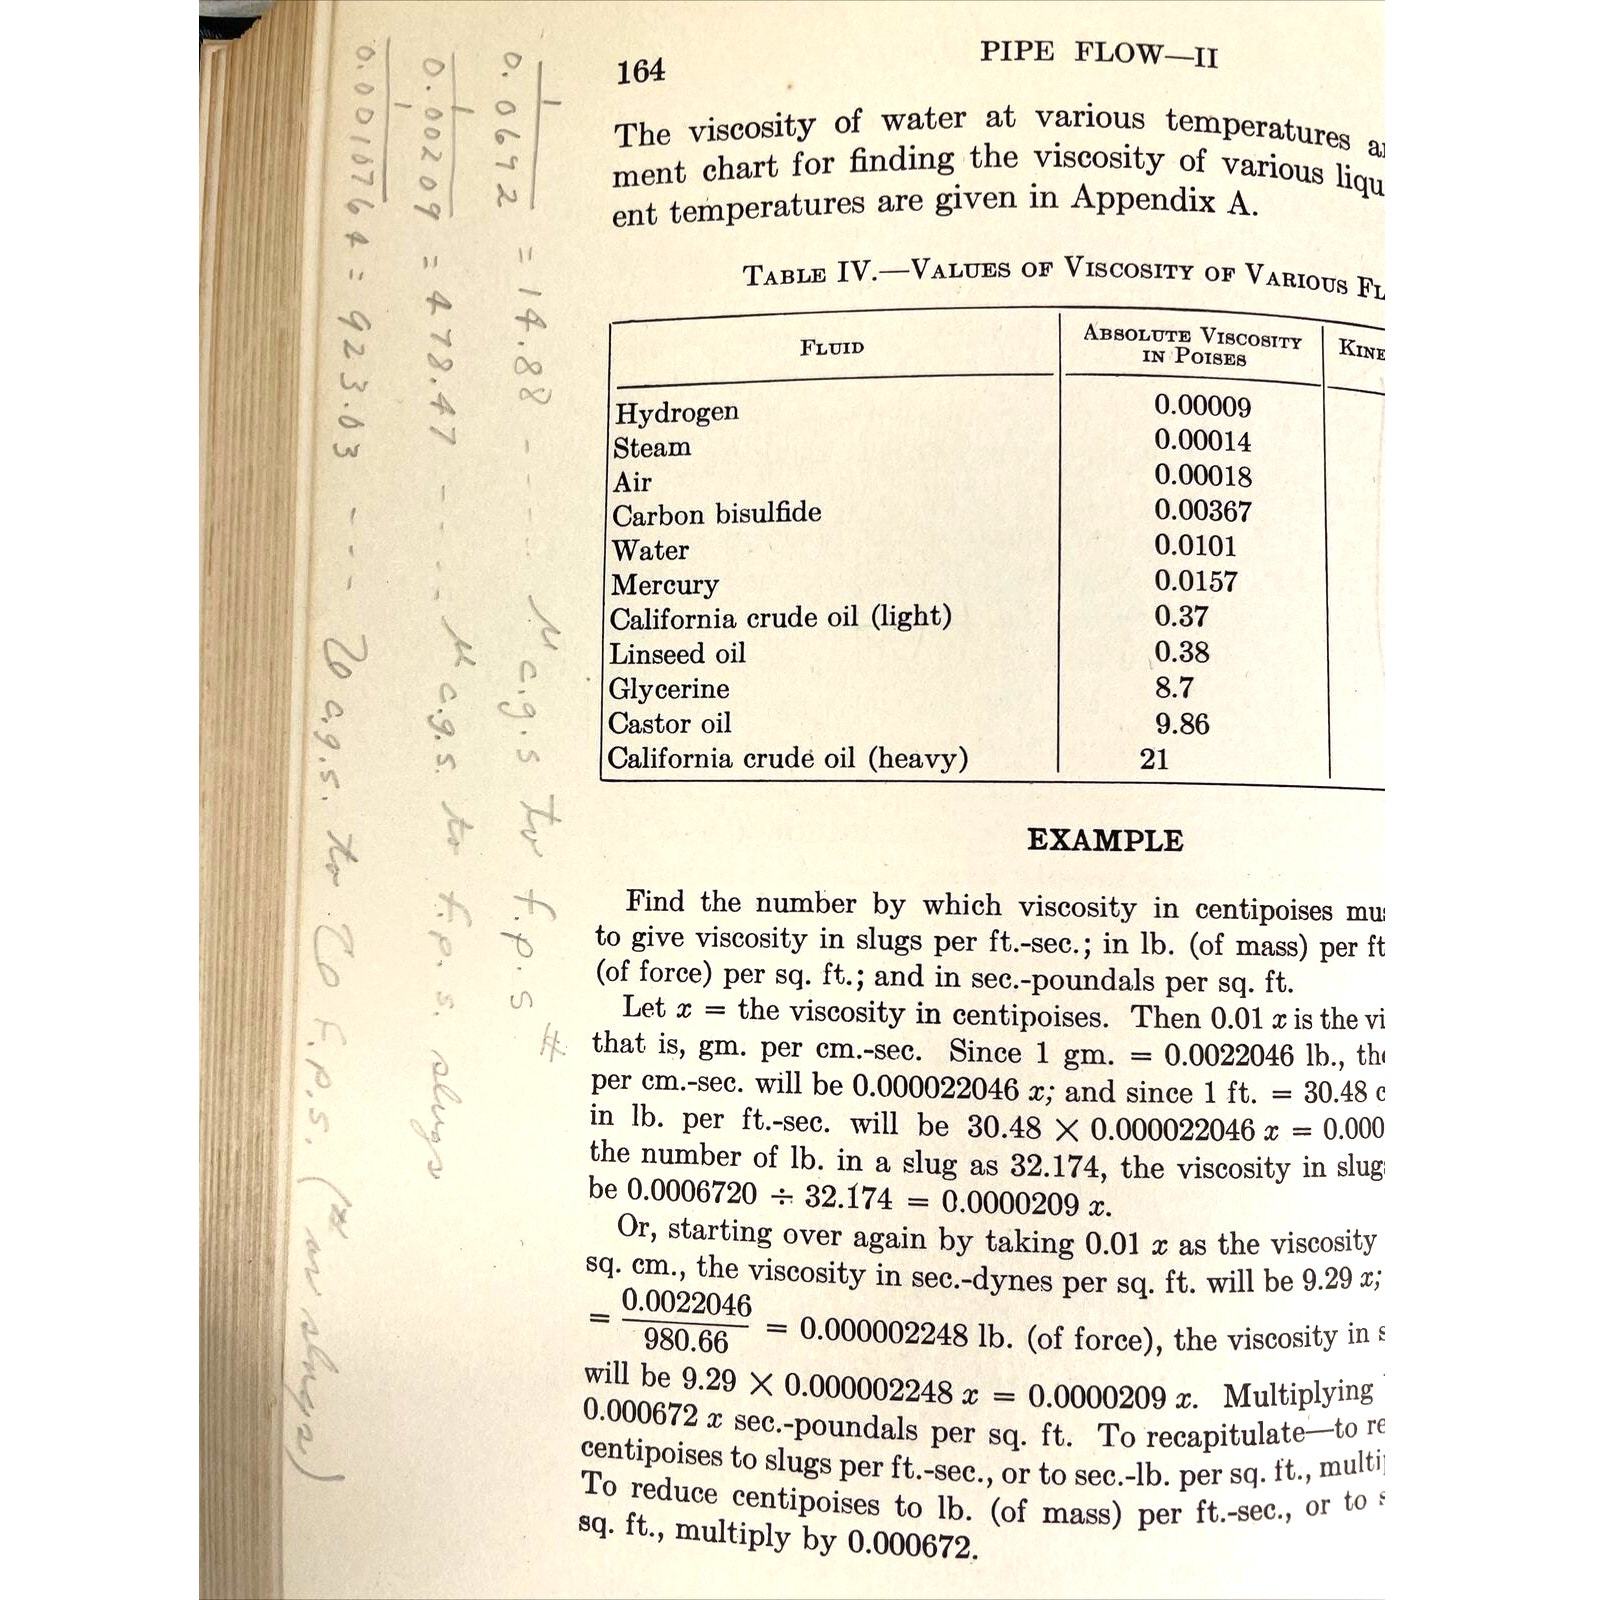 164
PIPE FLOW—II
The viscosity of water at various temperatures
ment chart for finding the viscosity of various liqu
ent temperatures are given in Appendix A.
TABLE IV.—VALUES OF VISCOSITY OF VARIOUS FL
FLUID ABSOLUTE VISCOSITY IN POISES KINE
Hydrogen 0.00009
Steam 0.00014
Air 0.00018
Carbon bisulfide 0.00367
Water 0.0101
Mercury 0.0157
California crude oil (light) 0.37
Linseed oil 0.38
Glycerine 8.7
Castor oil 9.86
California crude oil (heavy) 21
EXAMPLE
Find the number by which viscosity in centipoises mu
to give viscosity in slugs per ft.-sec.; in lb. (of mass) per ft
(of force) per sq. ft.; and in sec.-poundals per sq. ft.
Let x = the viscosity in centipoises. Then 0.01 x is the vi
that is, gm. per cm.-sec. Since 1 gm. = 0.0022046 lb., the
per cm.-sec. will be 0.000022046 x; and since 1 ft. = 30.48 c
in lb. per ft.-sec. will be 30.48 × 0.000022046 x = 0.000
the number of lb. in a slug as 32.174, the viscosity in slug
be 0.0006720 ÷ 32.174 = 0.0000209 x.
Or, starting over again by taking 0.01 x as the viscosity
sq. cm., the viscosity in sec.-dynes per sq. ft. will be 9.29 x;
= 0.0022046 / 980.66 = 0.000002248 lb. (of force), the viscosity in s
will be 9.29 × 0.000002248 x = 0.0000209 x. Multiplying
0.000672 x sec.-poundals per sq. ft. To recapitulate—to re
centipoises to slugs per ft.-sec., or to sec.-lb. per sq. ft., multi
To reduce centipoises to lb. (of mass) per ft.-sec., or to s
sq. ft., multiply by 0.000672.
1 / 0.0672 = 14.88 - - - - μ c.g.s to f.p.s #
1 / 0.00209 = 478.47 - - - - μ c.g.s. to f.p.s. slugs
1 / 0.0010764 = 923.03 - - - c.g.s. to f.p.s. (# or slugs)